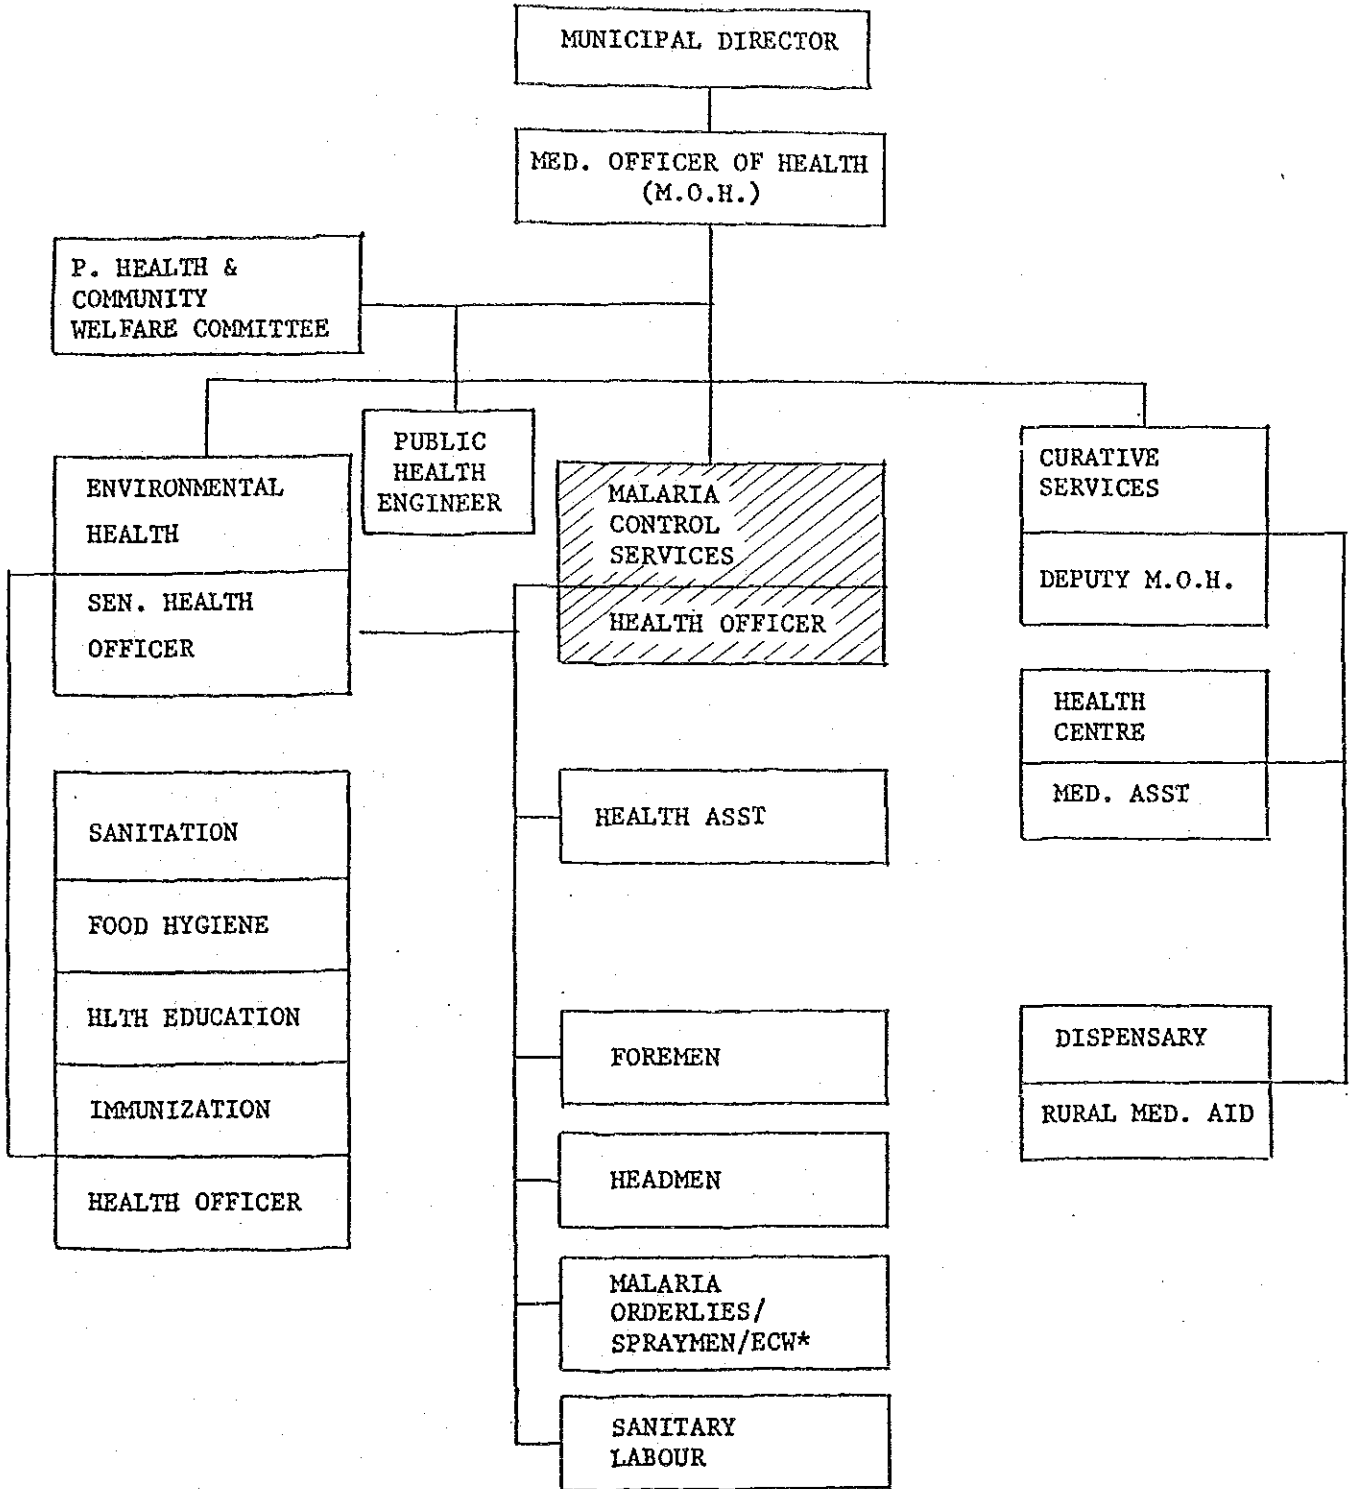 MUNICIPAL DIRECTOR
MED. OFFICER OF HEALTH
(M.O.H.)
P. HEALTH &
COMMUNITY
WELFARE COMMITTEE
PUBLIC
HEALTH
ENGINEER
ENVIRONMENTAL
HEALTH
SEN. HEALTH
OFFICER
MALARIA
CONTROL
SERVICES
HEALTH OFFICER
CURATIVE
SERVICES
DEPUTY M.O.H.
HEALTH
CENTRE
MED. ASST
SANITATION
FOOD HYGIENE
HLTH EDUCATION
IMMUNIZATION
HEALTH OFFICER
HEALTH ASST
FOREMEN
HEADMEN
MALARIA
ORDERLIES/
SPRAYMEN/ECW*
SANITARY
LABOUR
DISPENSARY
RURAL MED. AID